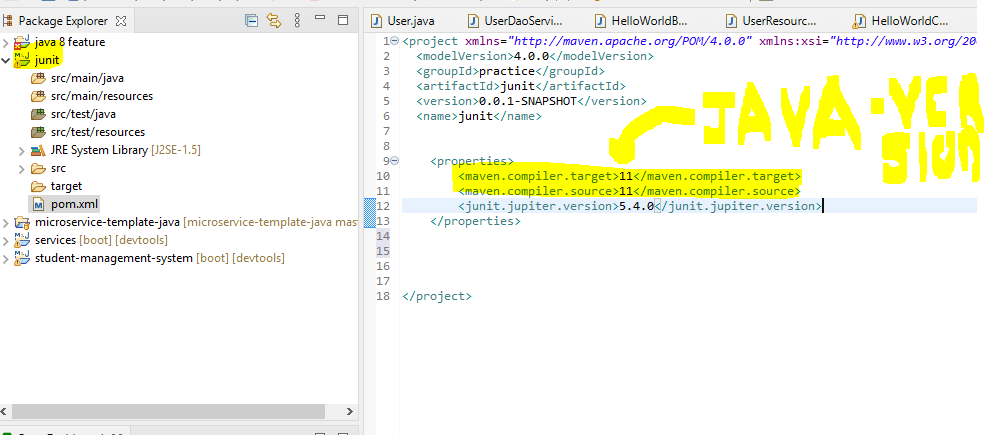 Package Explorer
java 8 feature
junit
src/main/java
src/main/resources
src/test/java
src/test/resources
JRE System Library [J2SE-1.5]
src
target
pom.xml
microservice-template-java [microservice-template-java mas
services [boot] [devtools]
student-management-system [boot] [devtools]
User.java UserDaoServi... HelloWorldB... UserResourc... HelloWorldC...
1 <project xmlns="http://maven.apache.org/POM/4.0.0" xmlns:xsi="http://www.w3.org/20
2 <modelVersion>4.0.0</modelVersion>
3 <groupId>practice</groupId>
4 <artifactId>junit</artifactId>
5 <version>0.0.1-SNAPSHOT</version>
6 <name>junit</name>
7
8
9 <properties>
10 <maven.compiler.target>11</maven.compiler.target>
11 <maven.compiler.source>11</maven.compiler.source>
12 <junit.jupiter.version>5.4.0</junit.jupiter.version>
13 </properties>
14
15
16
17
18 </project>
JAVA-VER
SION